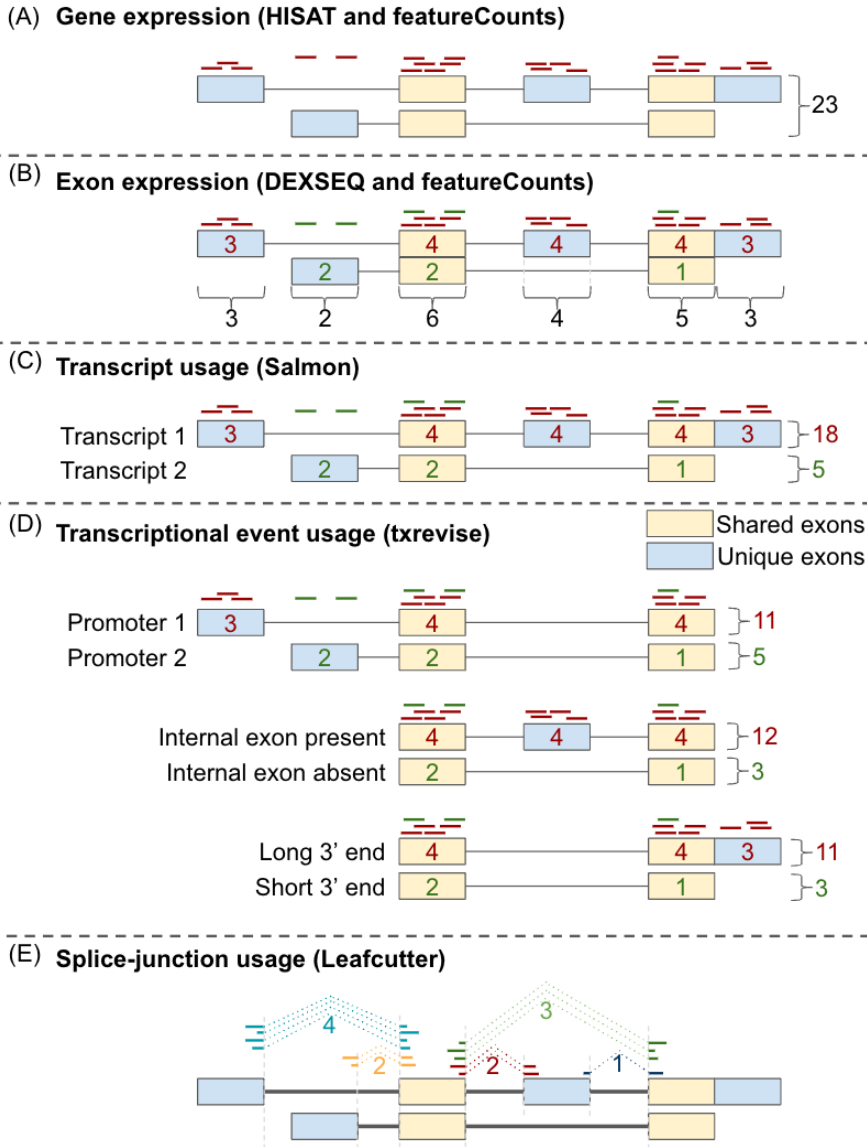 (A) Gene expression (HISAT and featureCounts)
23
(B) Exon expression (DEXSEQ and featureCounts)
3 4 4 4 3
2 2 1
3 2 6 4 5 3
(C) Transcript usage (Salmon)
Transcript 1 3 4 4 4 3 18
Transcript 2 2 2 1 5
(D) Transcriptional event usage (txrevise)
Shared exons
Unique exons
Promoter 1 3 4 4 11
Promoter 2 2 2 1 5
Internal exon present 4 4 4 12
Internal exon absent 2 1 3
Long 3’ end 4 4 3 11
Short 3’ end 2 1 3
(E) Splice-junction usage (Leafcutter)
4 3
2 2 1